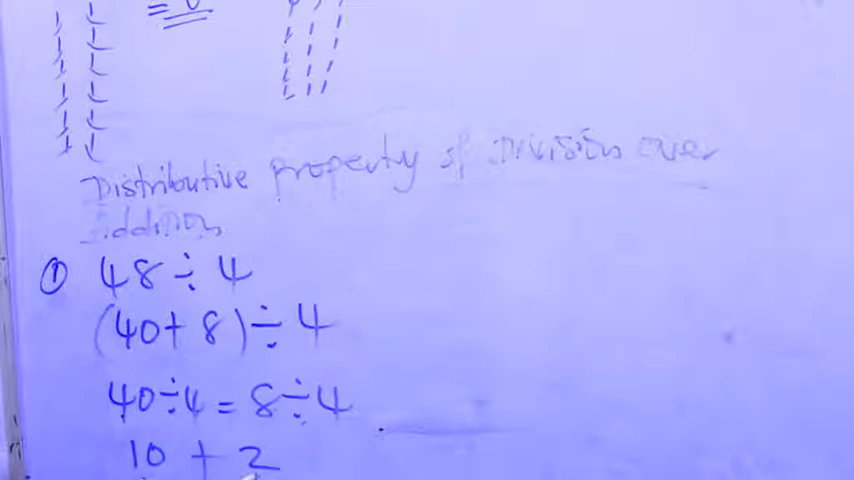 Distributive property of Division over
addition
① 48 ÷ 4
(40 + 8) ÷ 4
40 ÷ 4 = 8 ÷ 4
10 + 2